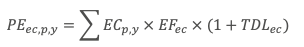 PE_{ec,p,y} = ∑ EC_{p,y} × EF_{ec} × (1 + TDL_{ec})